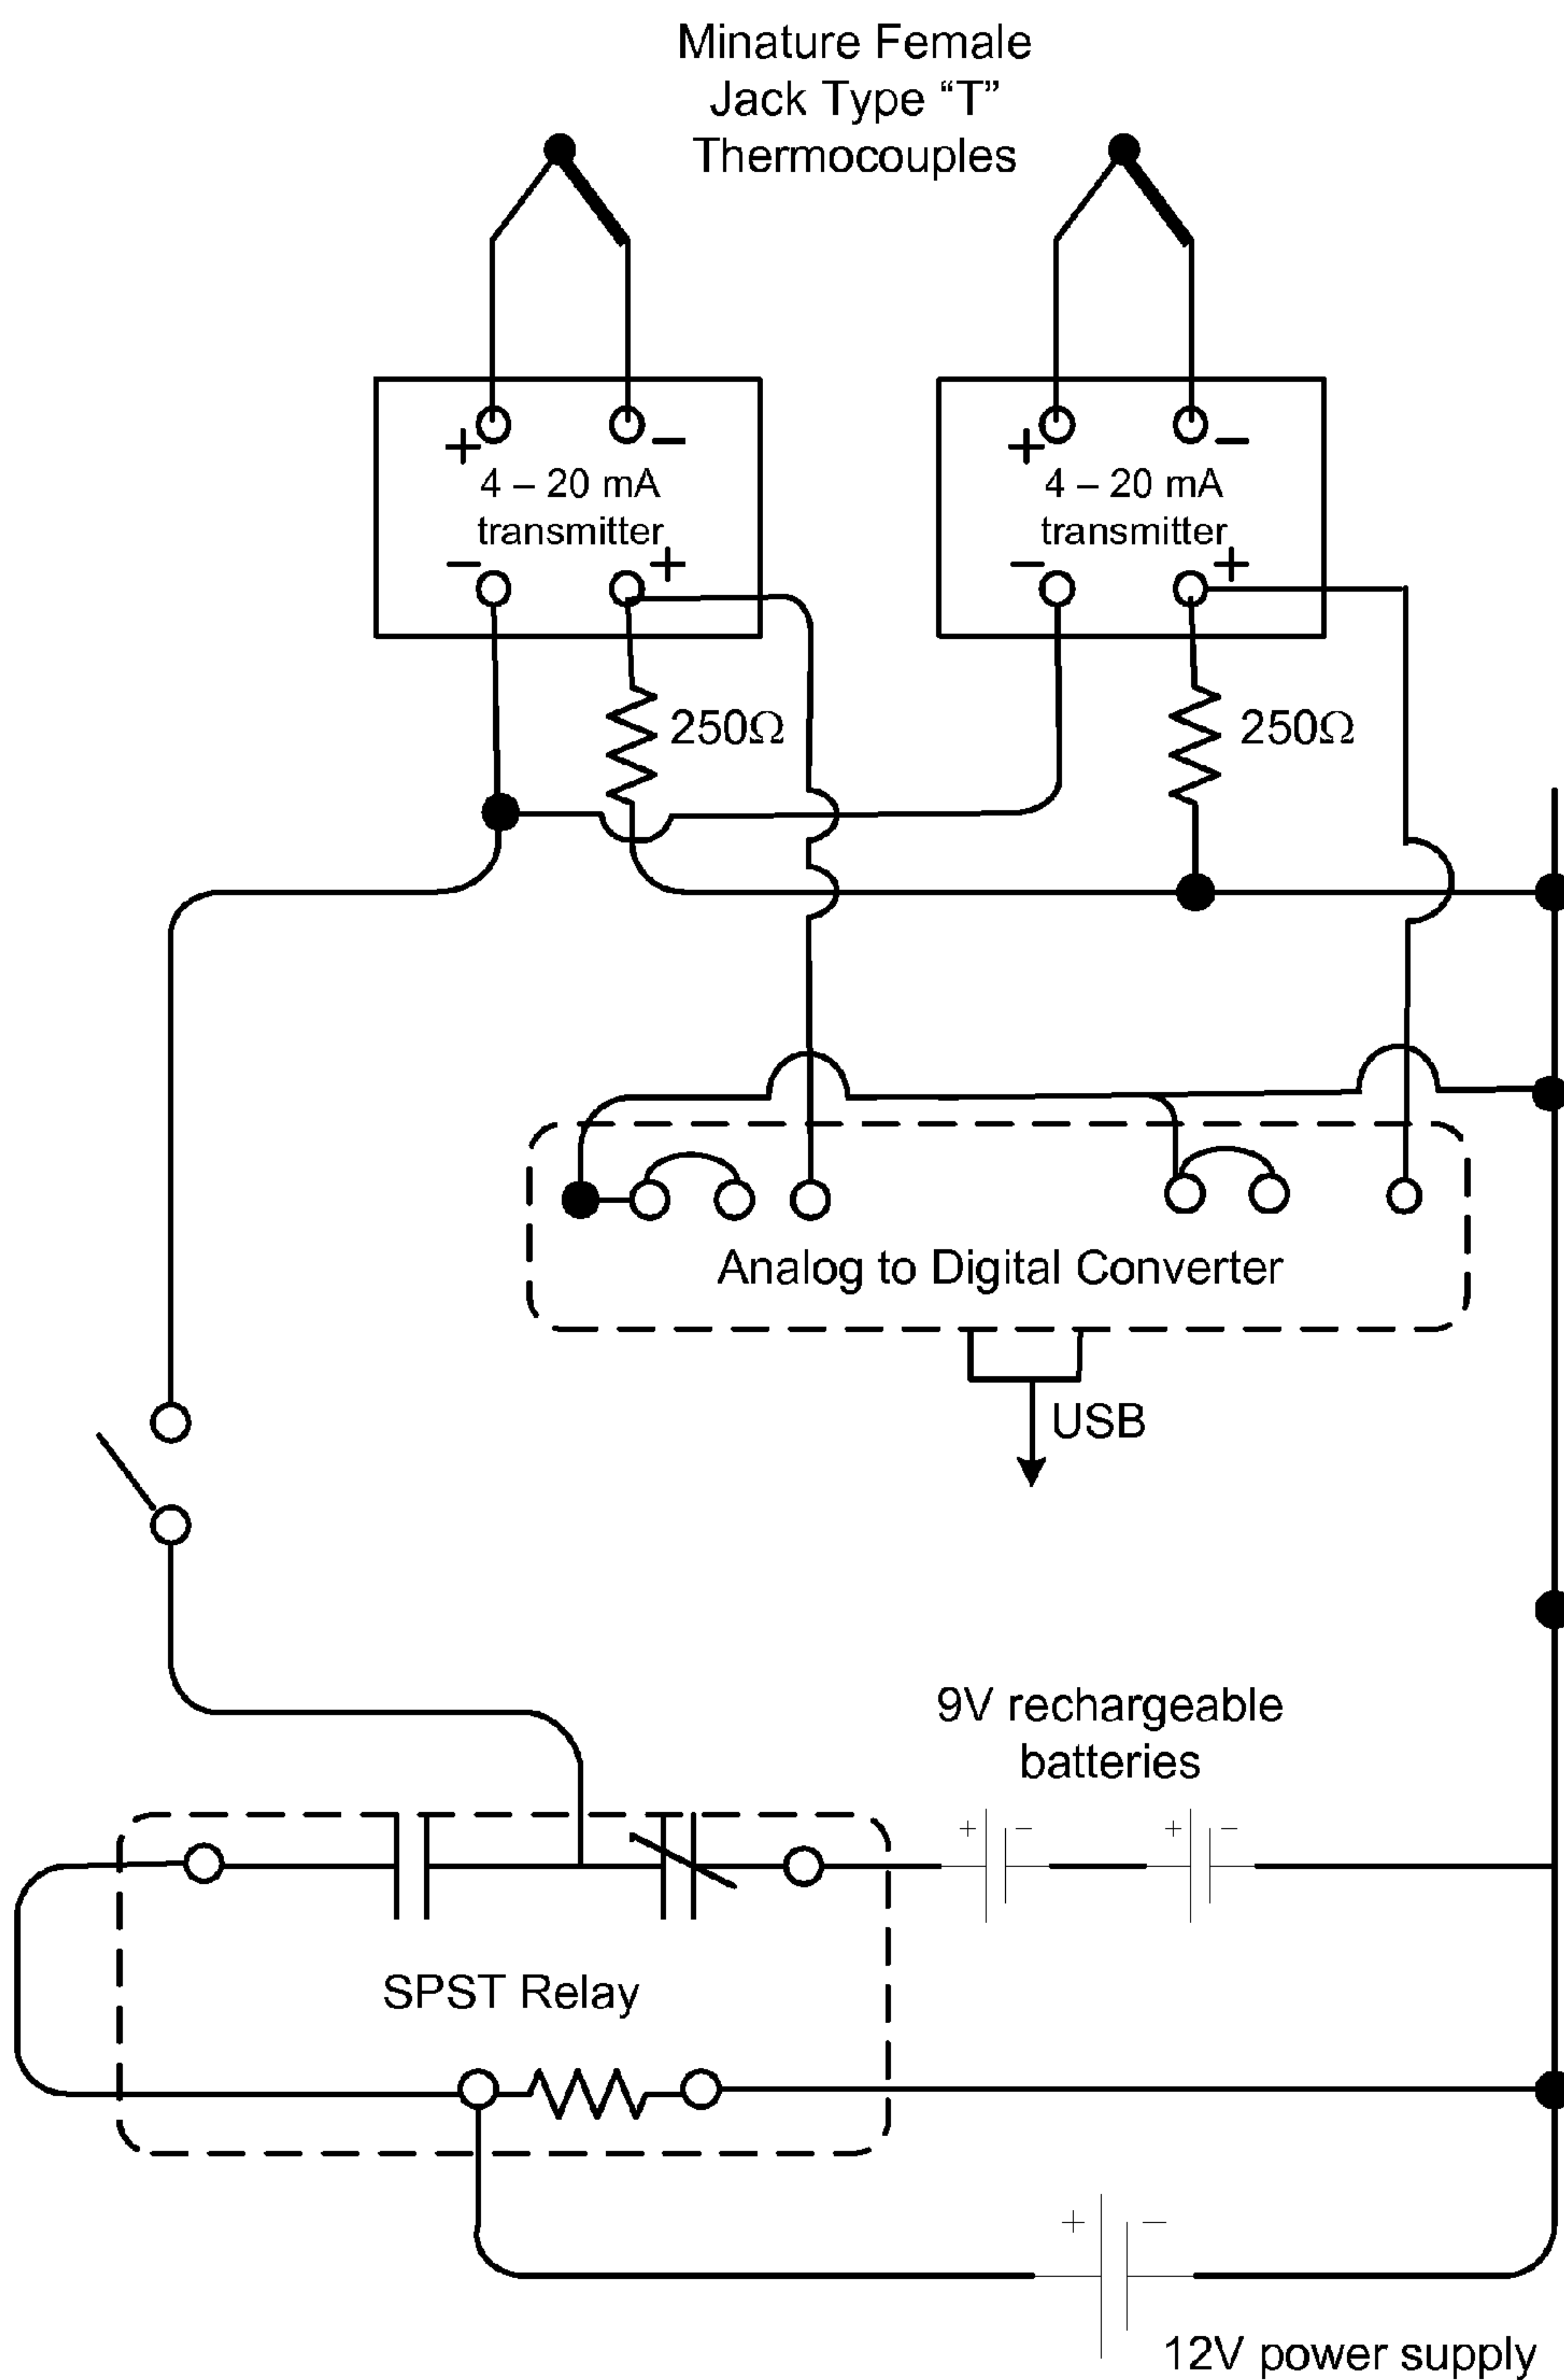 Minature Female
Jack Type “T”
Thermocouples
+ −
4 – 20 mA
transmitter
− +
+ −
4 – 20 mA
transmitter
− +
250Ω
250Ω
Analog to Digital Converter
USB
9V rechargeable
batteries
+ − + −
SPST Relay
+ −
12V power supply